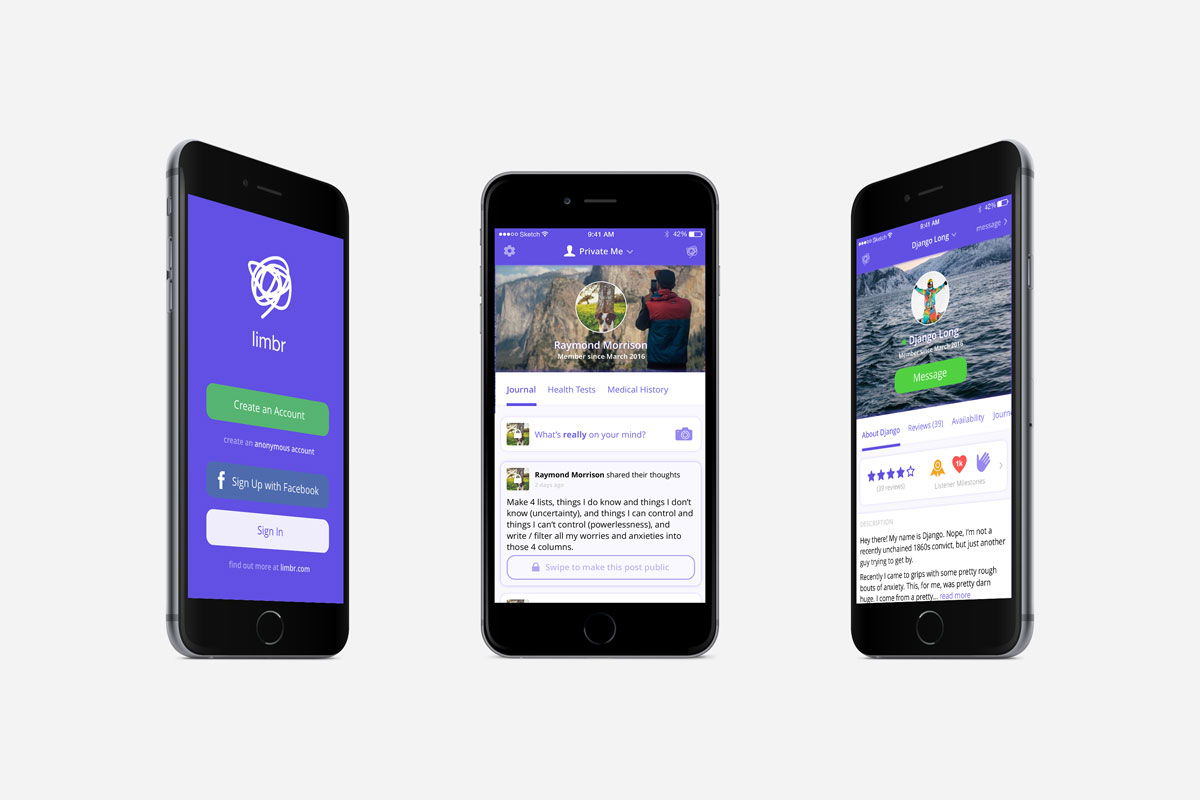 limbr
Create an Account
create an anonymous account
f Sign Up with Facebook
Sign In
find out more at limbr.com
Sketch 9:41 AM 42%
Private Me
Raymond Morrison
Member since March 2016
Journal Health Tests Medical History
What's really on your mind?
Raymond Morrison shared their thoughts
2 days ago
Make 4 lists, things I do know and things I don't
know (uncertainty), and things I can control and
things I can't control (powerlessness), and
write / filter all my worries and anxieties into
those 4 columns.
Swipe to make this post public
Sketch 9:41 AM 42%
Django Long message
Django Long
Member since March 2016
Message
About Django Reviews (39) Availability Journ
1k
(39 reviews) Listener Milestones
DESCRIPTION
Hey there! My name is Django. Nope, I'm not a
recently unchained 1860s convict, but just another
guy trying to get by.
Recently I came to grips with some pretty rough
bouts of anxiety. This, for me, was pretty darn
huge. I come from a pretty... read more